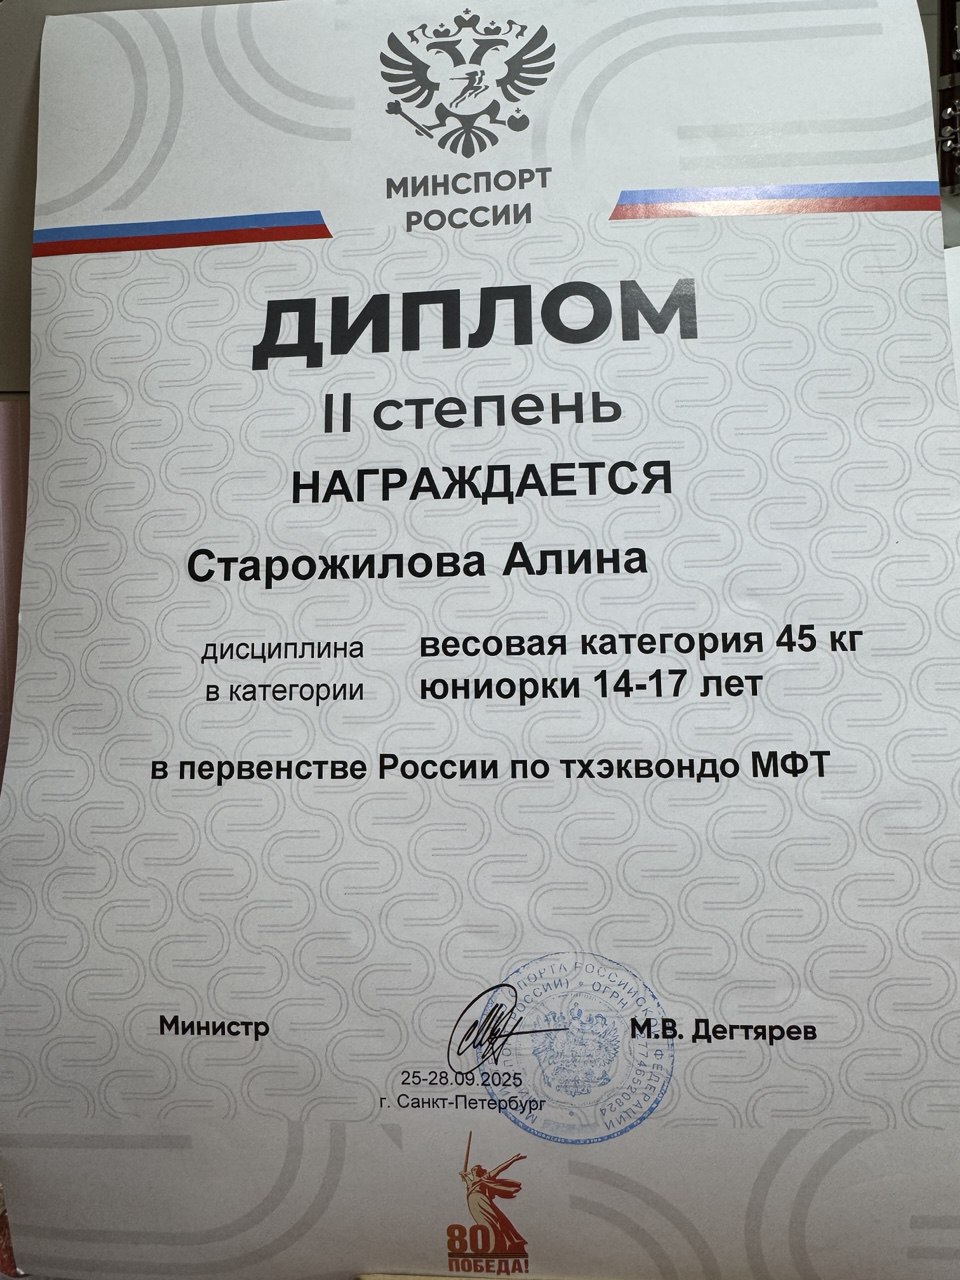 МИНСПОРТ
РОССИИ
ДИПЛОМ
II степень
НАГРАЖДАЕТСЯ
Старожилова Алина
дисциплина весовая категория 45 кг
в категории юниорки 14-17 лет
в первенстве России по тхэквондо МФТ
Министр М.В. Дегтярев
25-28.09.2025
г. Санкт-Петербург
80
ПОБЕДА!